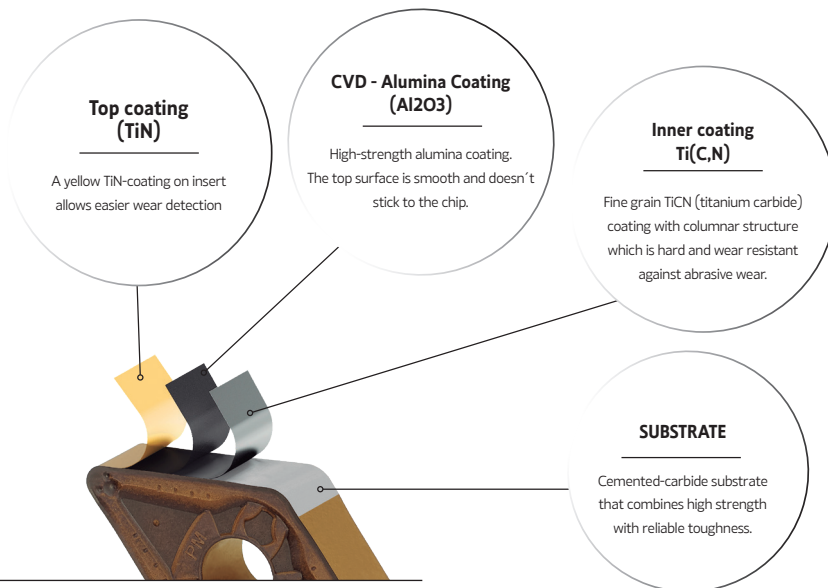 Top coating
(TiN)
A yellow TiN-coating on insert
allows easier wear detection
CVD - Alumina Coating
(Al2O3)
High-strength alumina coating.
The top surface is smooth and doesn´t
stick to the chip.
Inner coating
Ti(C,N)
Fine grain TiCN (titanium carbide)
coating with columnar structure
which is hard and wear resistant
against abrasive wear.
SUBSTRATE
Cemented-carbide substrate
that combines high strength
with reliable toughness.
PM